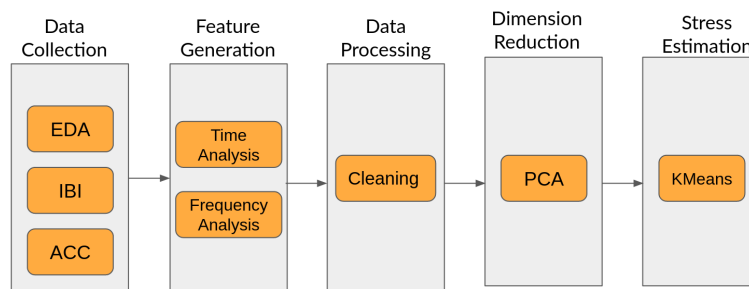 Data
Collection
EDA
IBI
ACC
Feature
Generation
Time
Analysis
Frequency
Analysis
Data
Processing
Cleaning
Dimension
Reduction
PCA
Stress
Estimation
KMeans